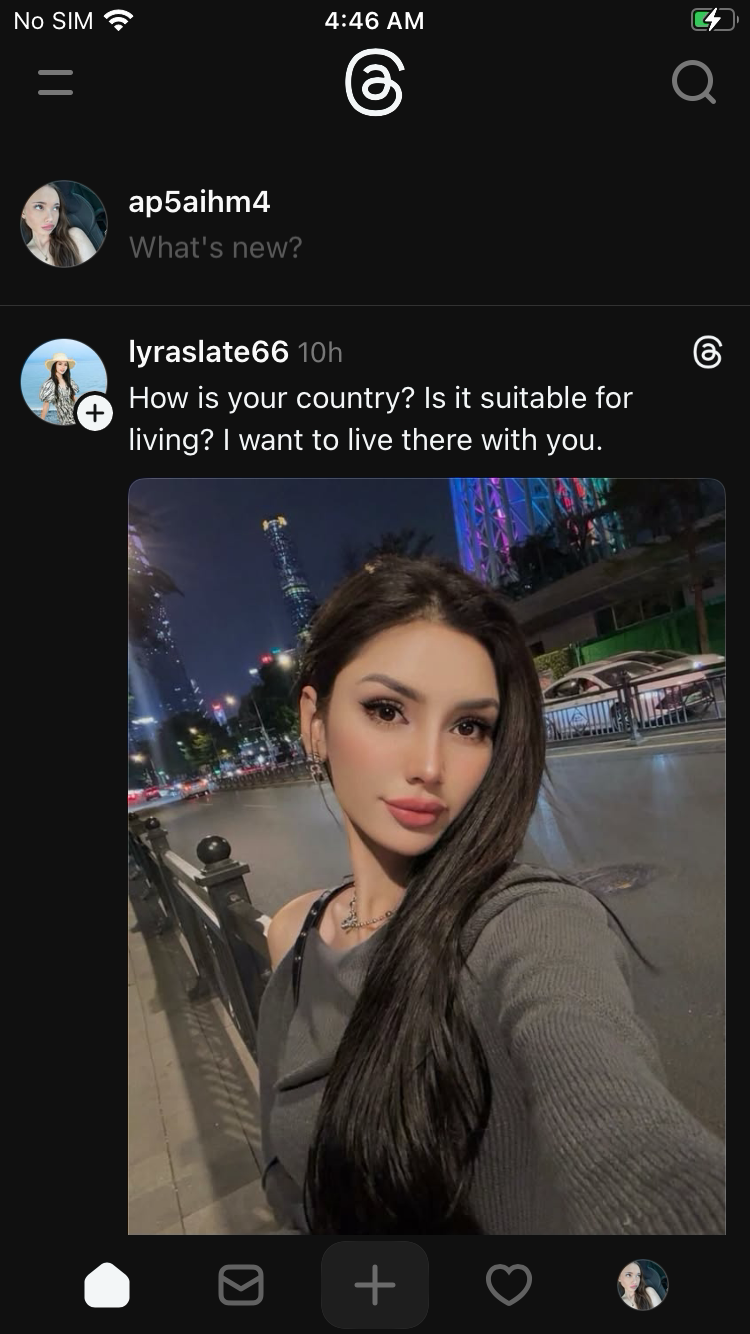 No SIM
4:46 AM
ap5aihm4
What's new?
lyraslate66 10h
How is your country? Is it suitable for
living? I want to live there with you.